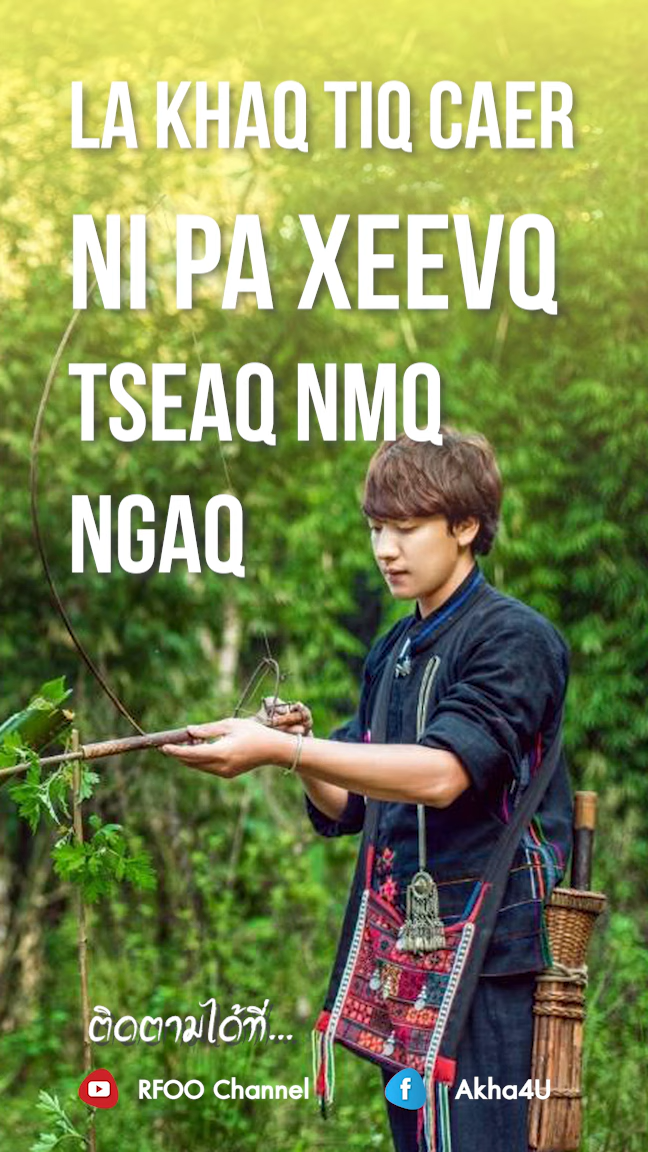 LA KHAQ TIQ CAER
NI PA XEEVQ
TSEAQ NMQ
NGAQ
ติดตามได้ที่...
RFOO Channel
Akha4U